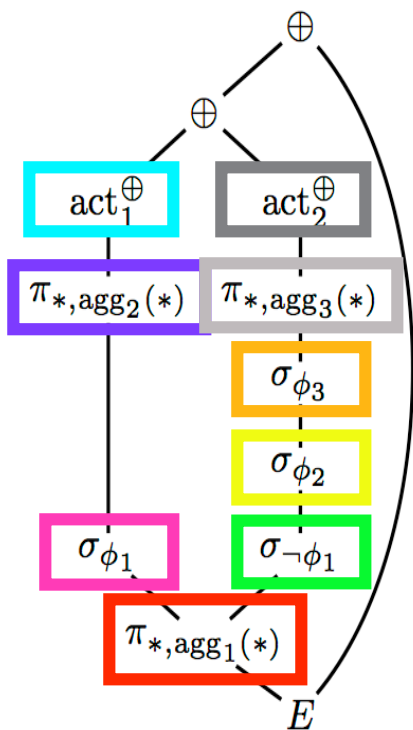 ⊕
⊕
act₁^⊕ act₂^⊕
π_{*,agg₂(*)} π_{*,agg₃(*)}
σ_{ϕ₃}
σ_{ϕ₂}
σ_{ϕ₁} σ_{¬ϕ₁}
π_{*,agg₁(*)}
E